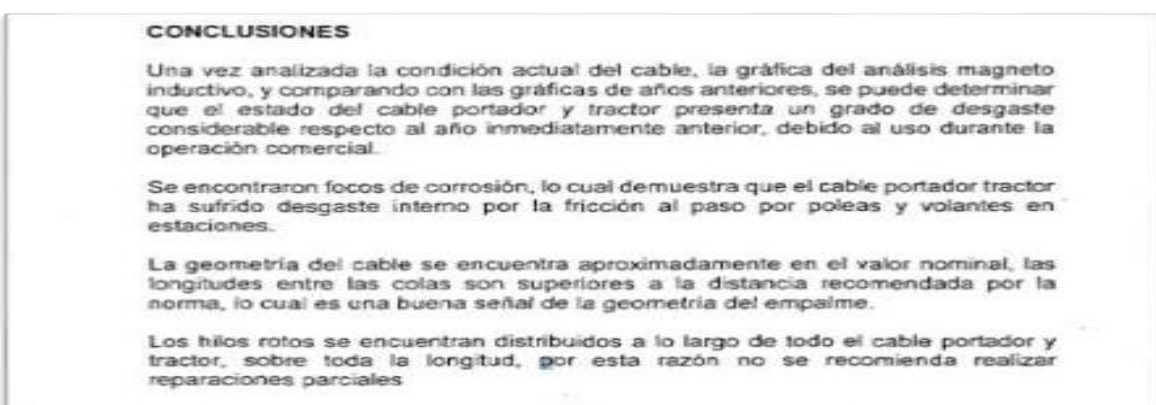 CONCLUSIONES
Una vez analizada la condición actual del cable, la gráfica del análisis magneto
inductivo, y comparando con las gráficas de años anteriores, se puede determinar
que el estado del cable portador y tractor presenta un grado de desgaste
considerable respecto al año inmediatamente anterior, debido al uso durante la
operación comercial.
Se encontraron focos de corrosión, lo cual demuestra que el cable portador tractor
ha sufrido desgaste interno por la fricción al paso por poleas y volantes en
estaciones.
La geometría del cable se encuentra aproximadamente en el valor nominal, las
longitudes entre las colas son superiores a la distancia recomendada por la
norma, lo cual es una buena señal de la geometría del empalme.
Los hilos rotos se encuentran distribuidos a lo largo de todo el cable portador y
tractor, sobre toda la longitud, por esta razón no se recomienda realizar
reparaciones parciales